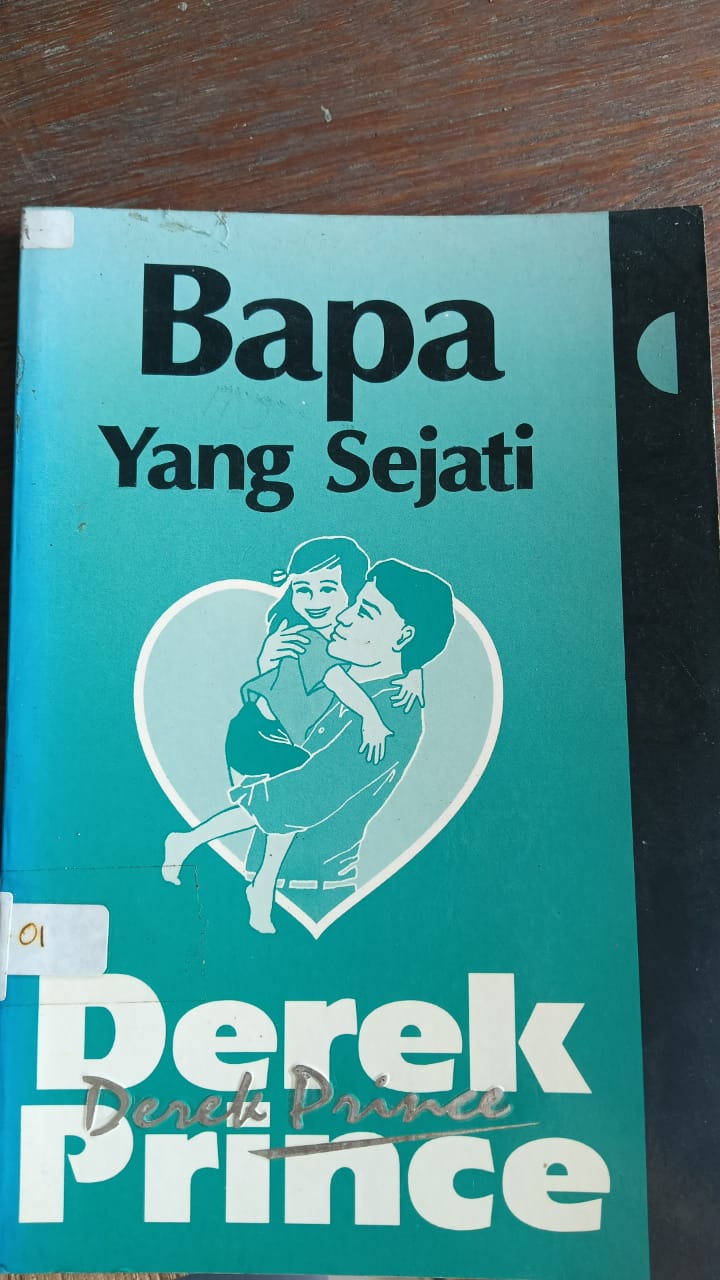 Bapa
Yang Sejati
01
Derek
Derek Prince
Prince